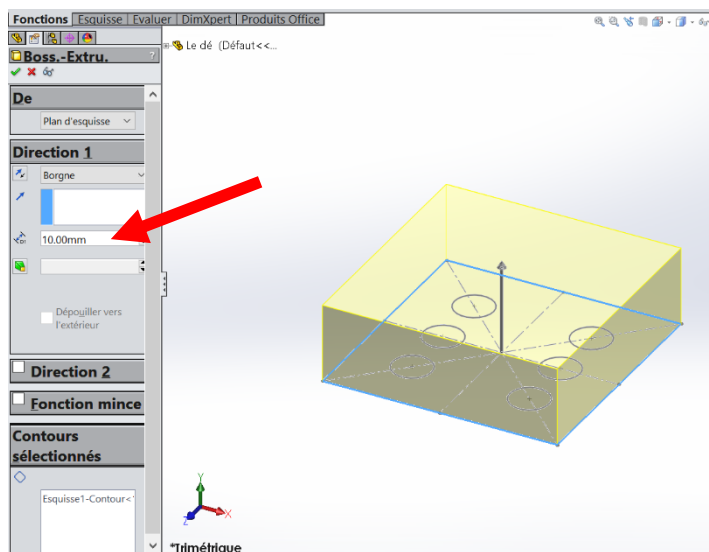 Fonctions Esquisse Evaluer DimXpert Produits Office
Boss.-Extru. ?
Le dé (Défaut<<...
De
Plan d'esquisse
Direction 1
Borgne
10.00mm
Dépouiller vers
l'extérieur
Direction 2
Fonction mince
Contours
sélectionnés
Esquisse1-Contour<
Y
X
Z
*Trimétrique